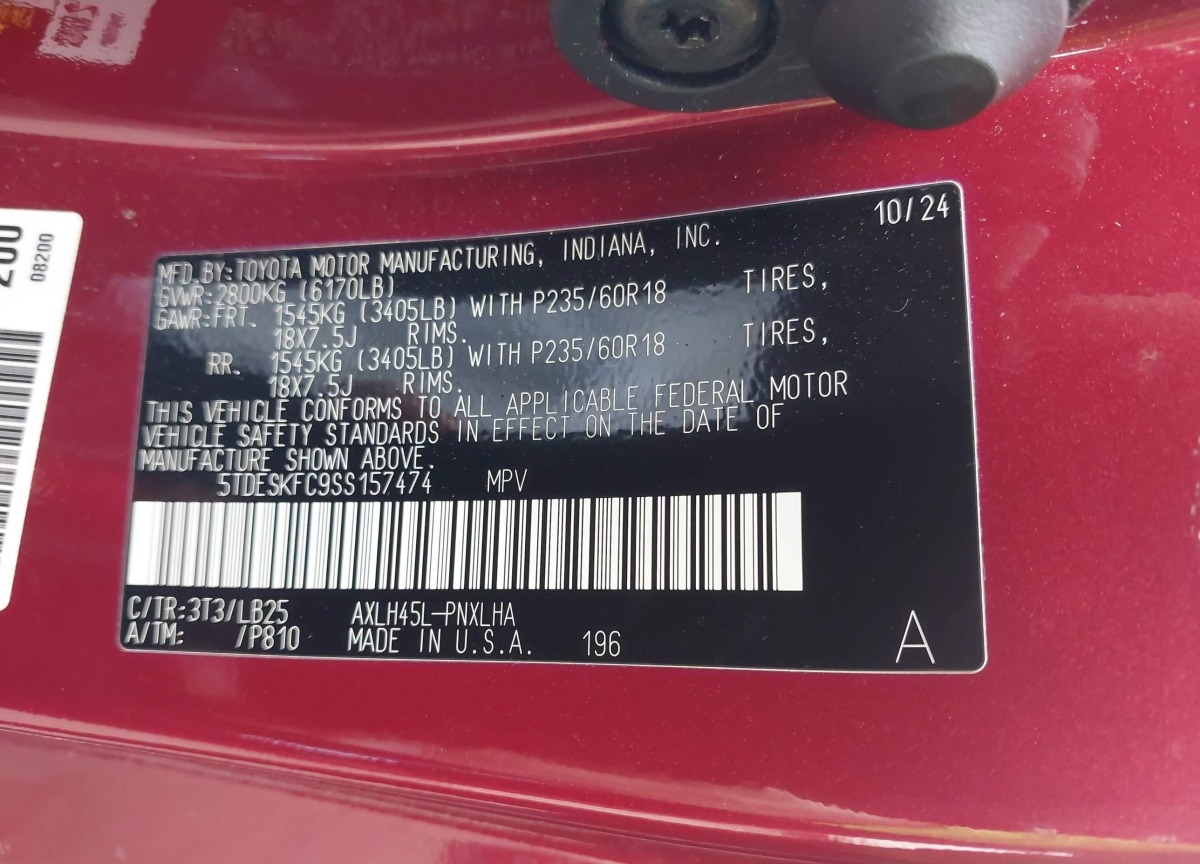 10/24
MFD.BY:TOYOTA MOTOR MANUFACTURING, INDIANA, INC.
GVWR:2800KG (6170LB)
GAWR:FRT. 1545KG (3405LB) WITH P235/60R18 TIRES,
18X7.5J RIMS.
RR. 1545KG (3405LB) WITH P235/60R18 TIRES,
18X7.5J RIMS.
THIS VEHICLE CONFORMS TO ALL APPLICABLE FEDERAL MOTOR
VEHICLE SAFETY STANDARDS IN EFFECT ON THE DATE OF
MANUFACTURE SHOWN ABOVE.
5TDESKFC9SS157474 MPV
C/TR:3T3/LB25 AXLH45L-PNXLHA
A/TM: /P810 MADE IN U.S.A. 196
A
08200